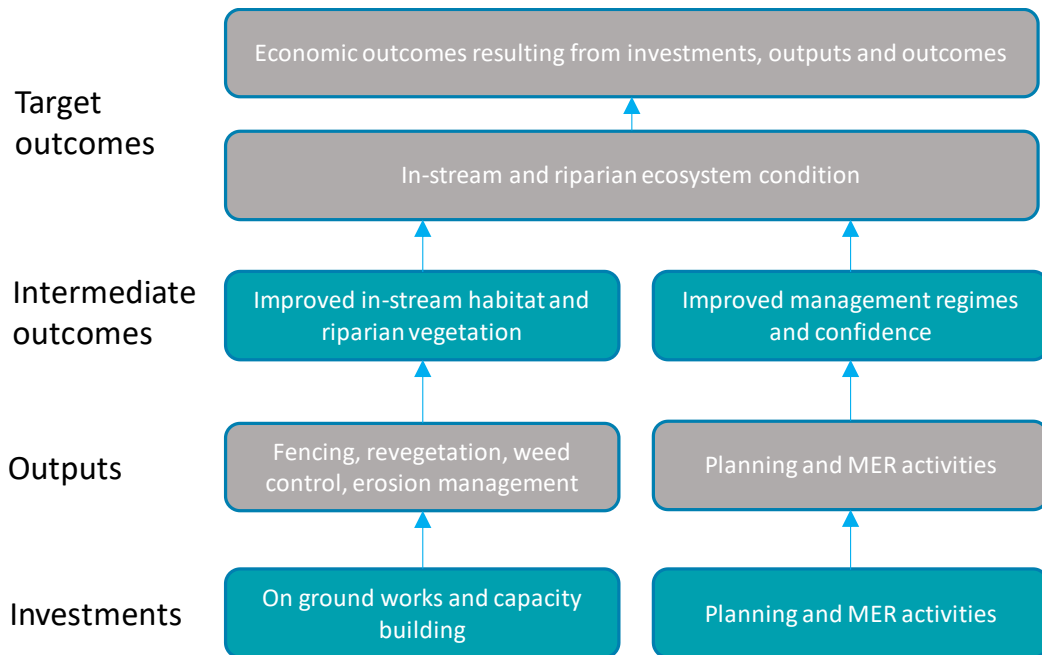 Target
outcomes
Economic outcomes resulting from investments, outputs and outcomes
In-stream and riparian ecosystem condition
Intermediate
outcomes
Improved in-stream habitat and
riparian vegetation
Improved management regimes
and confidence
Outputs
Fencing, revegetation, weed
control, erosion management
Planning and MER activities
Investments
On ground works and capacity
building
Planning and MER activities